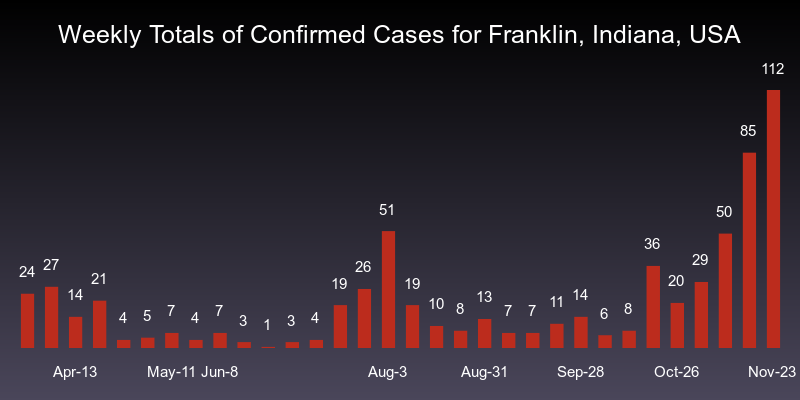 Weekly Totals of Confirmed Cases for Franklin, Indiana, USA
24 27 14 21 4 5 7 4 7 3 1 3 4 19 26 51 19 10 8 13 7 7 11 14 6 8 36 20 29 50 85 112
Apr-13 May-11 Jun-8 Aug-3 Aug-31 Sep-28 Oct-26 Nov-23